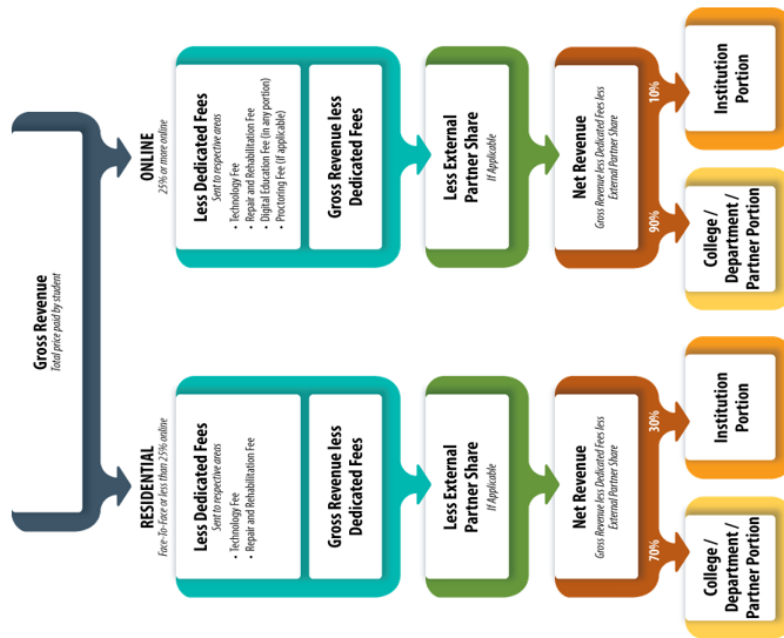 Gross Revenue
Total price paid by student
RESIDENTIAL
Face-To-Face or less than 25% online
Less Dedicated Fees
Sent to respective areas
• Technology Fee
• Repair and Rehabilitation Fee
Gross Revenue less
Dedicated Fees
Less External
Partner Share
If Applicable
Net Revenue
Gross Revenue less Dedicated Fees less
External Partner Share
70%
30%
College /
Department /
Partner Portion
Institution
Portion
ONLINE
25% or more online
Less Dedicated Fees
Sent to respective areas
• Technology Fee
• Repair and Rehabilitation Fee
• Digital Education Fee (in any portion)
• Proctoring Fee (if applicable)
Gross Revenue less
Dedicated Fees
Less External
Partner Share
If Applicable
Net Revenue
Gross Revenue less Dedicated Fees less
External Partner Share
90%
10%
College /
Department /
Partner Portion
Institution
Portion